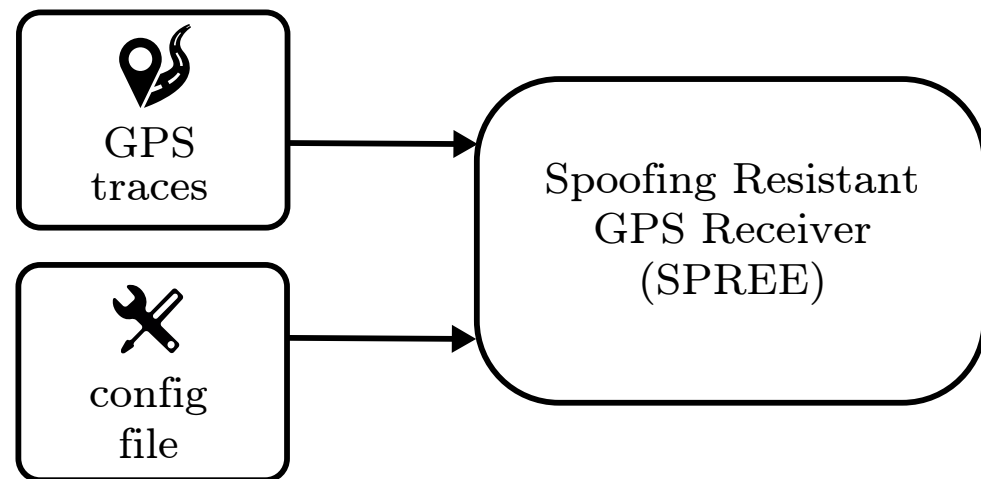 GPS
traces
config
file
Spoofing Resistant
GPS Receiver
(SPREE)